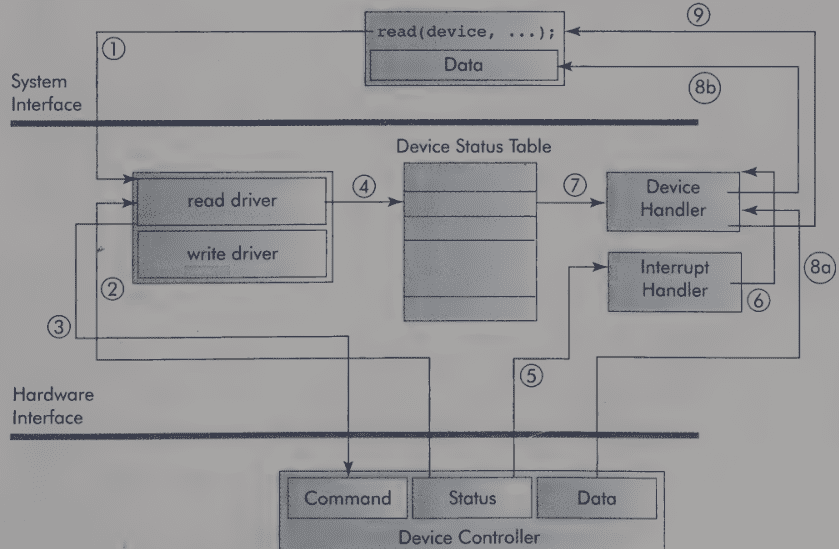 ①
read(device, ...);
⑨
Data
8b
System
Interface
Device Status Table
read driver
④
⑦
Device
Handler
write driver
②
Interrupt
Handler
⑥
8a
③
⑤
Hardware
Interface
Command
Status
Data
Device Controller